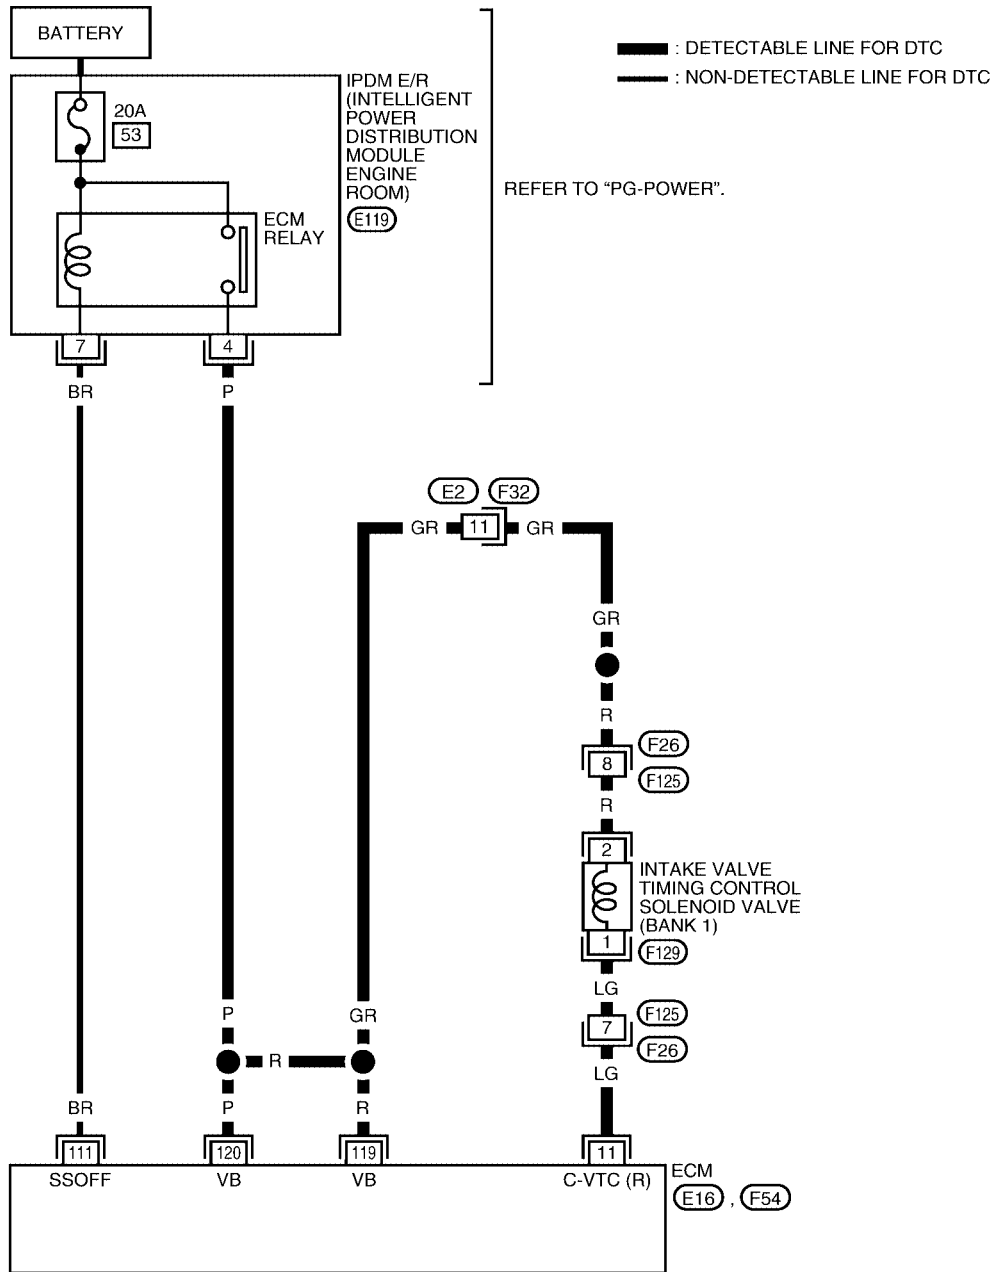 BATTERY
: DETECTABLE LINE FOR DTC
: NON-DETECTABLE LINE FOR DTC
20A
53
IPDM E/R
(INTELLIGENT
POWER
DISTRIBUTION
MODULE
ENGINE
ROOM)
E119
ECM
RELAY
REFER TO “PG-POWER”.
7
4
BR
P
E2
F32
GR
11
GR
GR
R
F26
8
F125
R
2
INTAKE VALVE
TIMING CONTROL
SOLENOID VALVE
(BANK 1)
1
F129
LG
P
GR
F125
7
F26
R
LG
BR
P
R
111
120
119
11
SSOFF
VB
VB
C-VTC (R)
ECM
E16 , F54